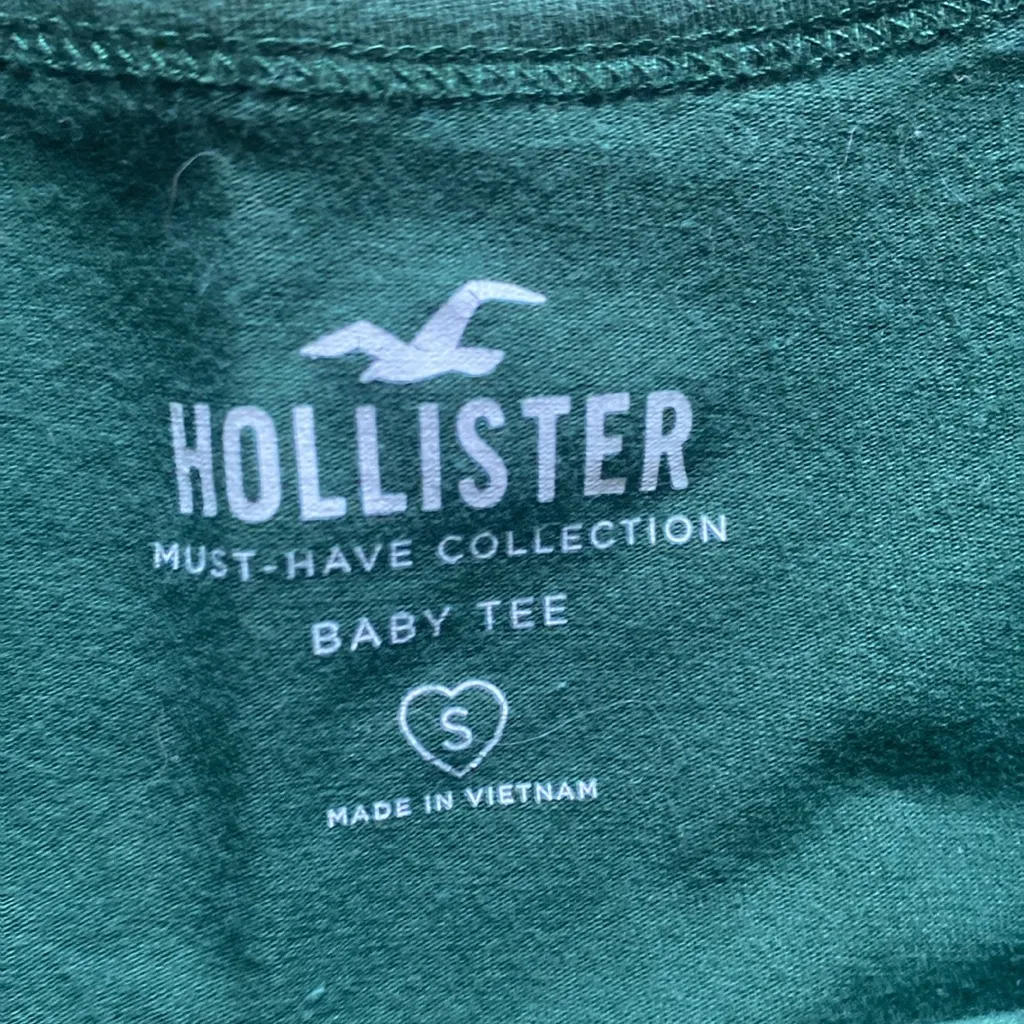 HOLLISTER
MUST-HAVE COLLECTION
BABY TEE
S
MADE IN VIETNAM